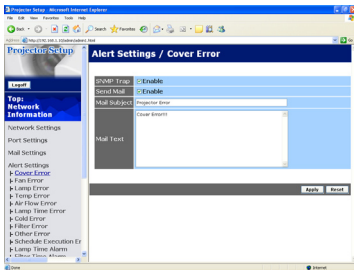 Projector Setup - Microsoft Internet Explorer
File Edit View Favorites Tools Help
Back
Search Favorites
Projector Setup
Logoff
Top:
Network
Information
Network Settings
Port Settings
Mail Settings
Alert Settings
Cover Error
Fan Error
Lamp Error
Temp Error
Air Flow Error
Lamp Time Error
Cold Error
Filter Error
Other Error
Schedule Execution Er
Lamp Time Alarm
Filter Time Alarm
Alert Settings / Cover Error
SNMP Trap Enable
Send Mail Enable
Mail Subject Projector Error
Mail Text Cover Error!!
Apply Reset
Done
Internet